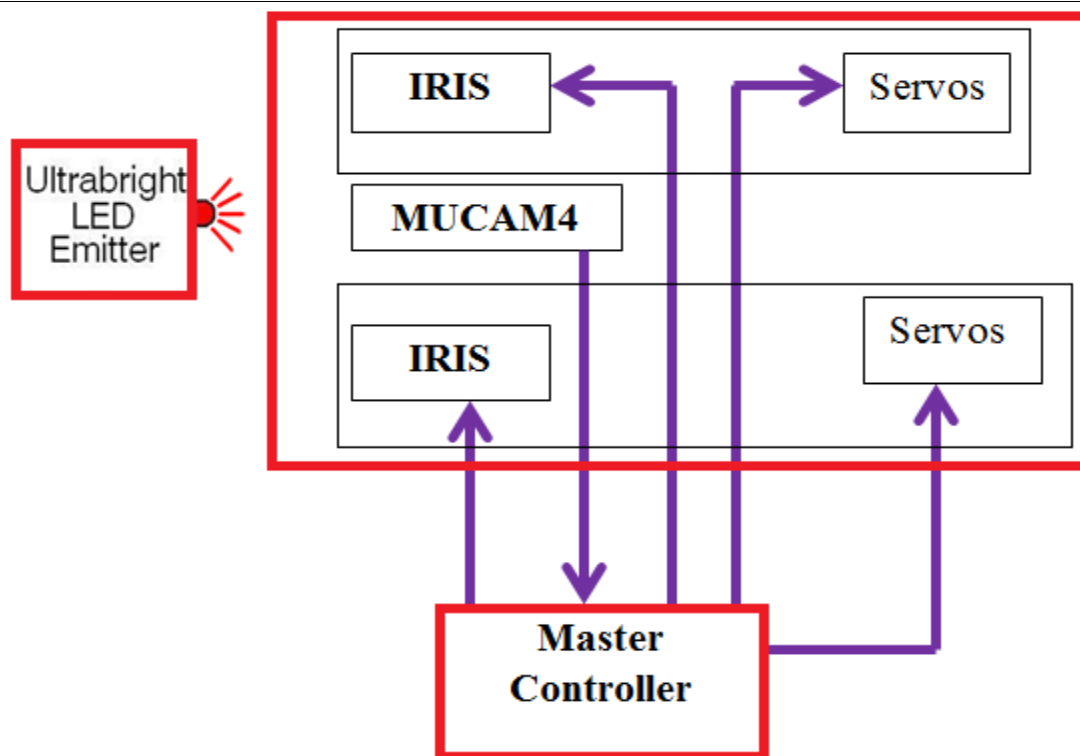 IRIS
Servos
Ultrabright
LED
Emitter
MUCAM4
IRIS
Servos
Master
Controller